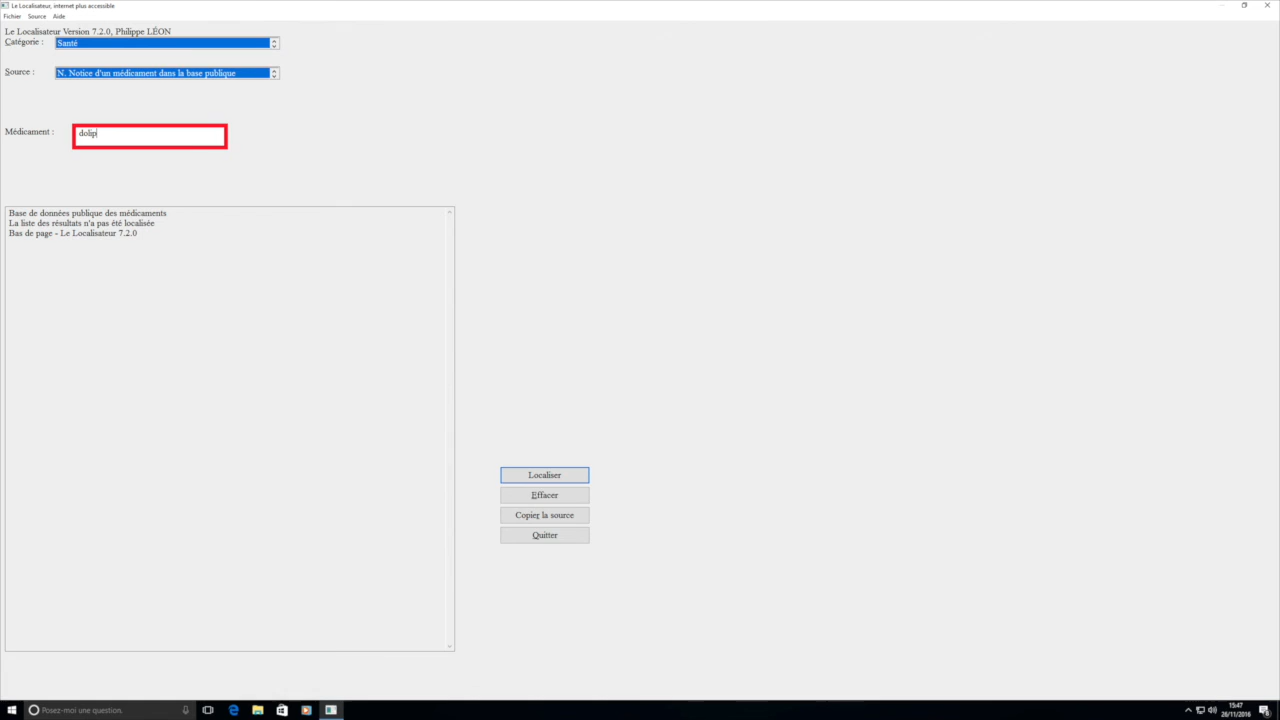 Le Localisateur, internet plus accessible
Fichier Source Aide
Le Localisateur Version 7.2.0, Philippe LÉON
Catégorie : Santé
Source : N. Notice d'un médicament dans la base publique
Médicament : dolip
Base de données publique des médicaments
La liste des résultats n'a pas été localisée
Bas de page - Le Localisateur 7.2.0
Localiser
Effacer
Copier la source
Quitter
Posez-moi une question.
15:47
26/11/2016